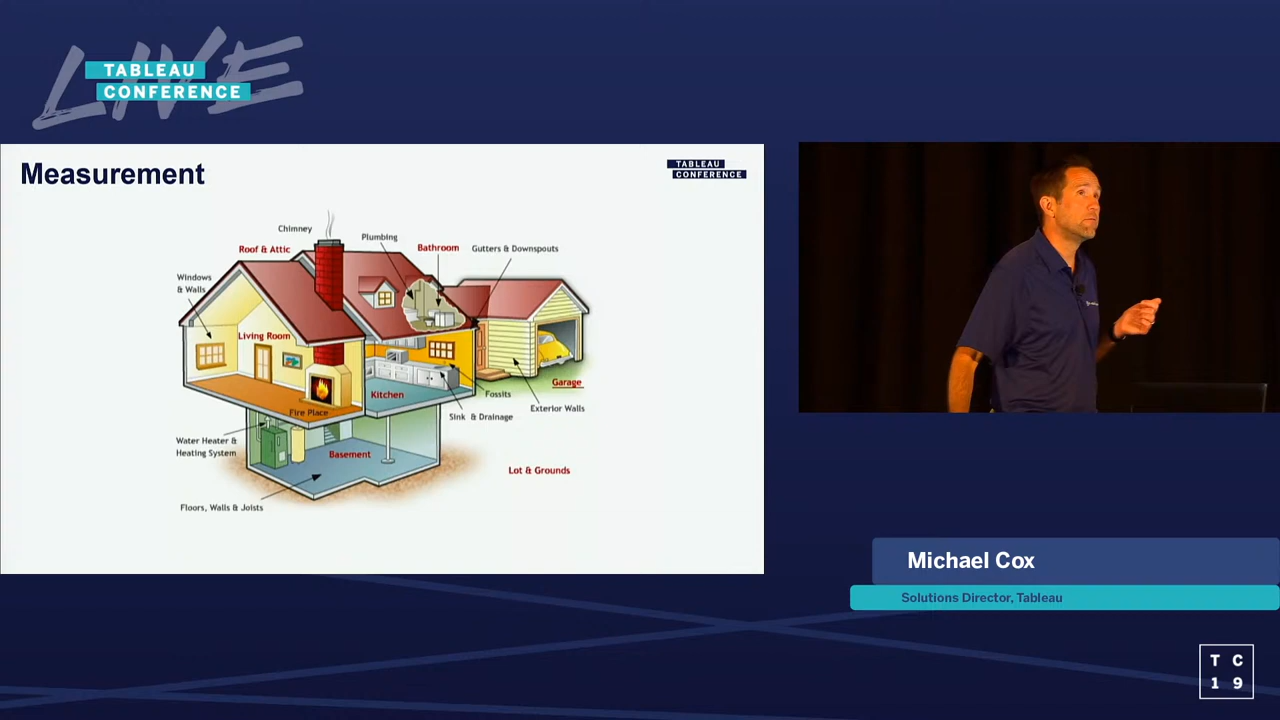 LIVE
TABLEAU
CONFERENCE
Measurement
TABLEAU
CONFERENCE
Chimney
Plumbing
Roof & Attic
Bathroom
Gutters & Downspouts
Windows
& Walls
Living Room
Garage
Kitchen
Fossits
Exterior Walls
Fire Place
Sink & Drainage
Water Heater &
Heating System
Basement
Lot & Grounds
Floors, Walls & Joists
Michael Cox
Solutions Director, Tableau
T C
1 9